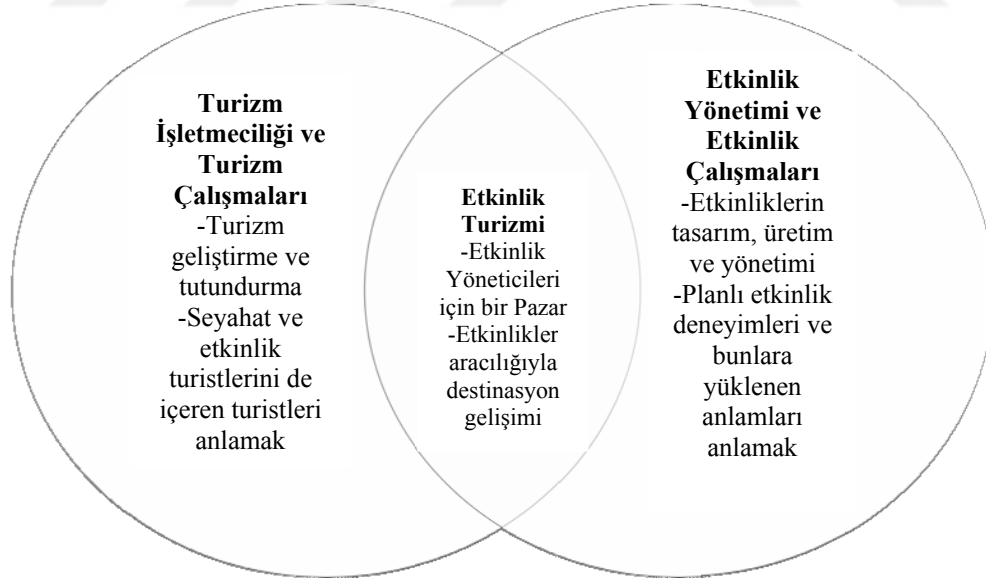 Turizm
İşletmeciliği ve
Turizm
Çalışmaları
-Turizm
geliştirme ve
tutundurma
-Seyahat ve
etkinlik
turistlerini de
içeren turistleri
anlamak
Etkinlik
Turizmi
-Etkinlik
Yöneticileri
için bir Pazar
-Etkinlikler
aracılığıyla
destinasyon
gelişimi
Etkinlik
Yönetimi ve
Etkinlik
Çalışmaları
-Etkinliklerin
tasarım, üretim
ve yönetimi
-Planlı etkinlik
deneyimleri ve
bunlara
yüklenen
anlamları
anlamak